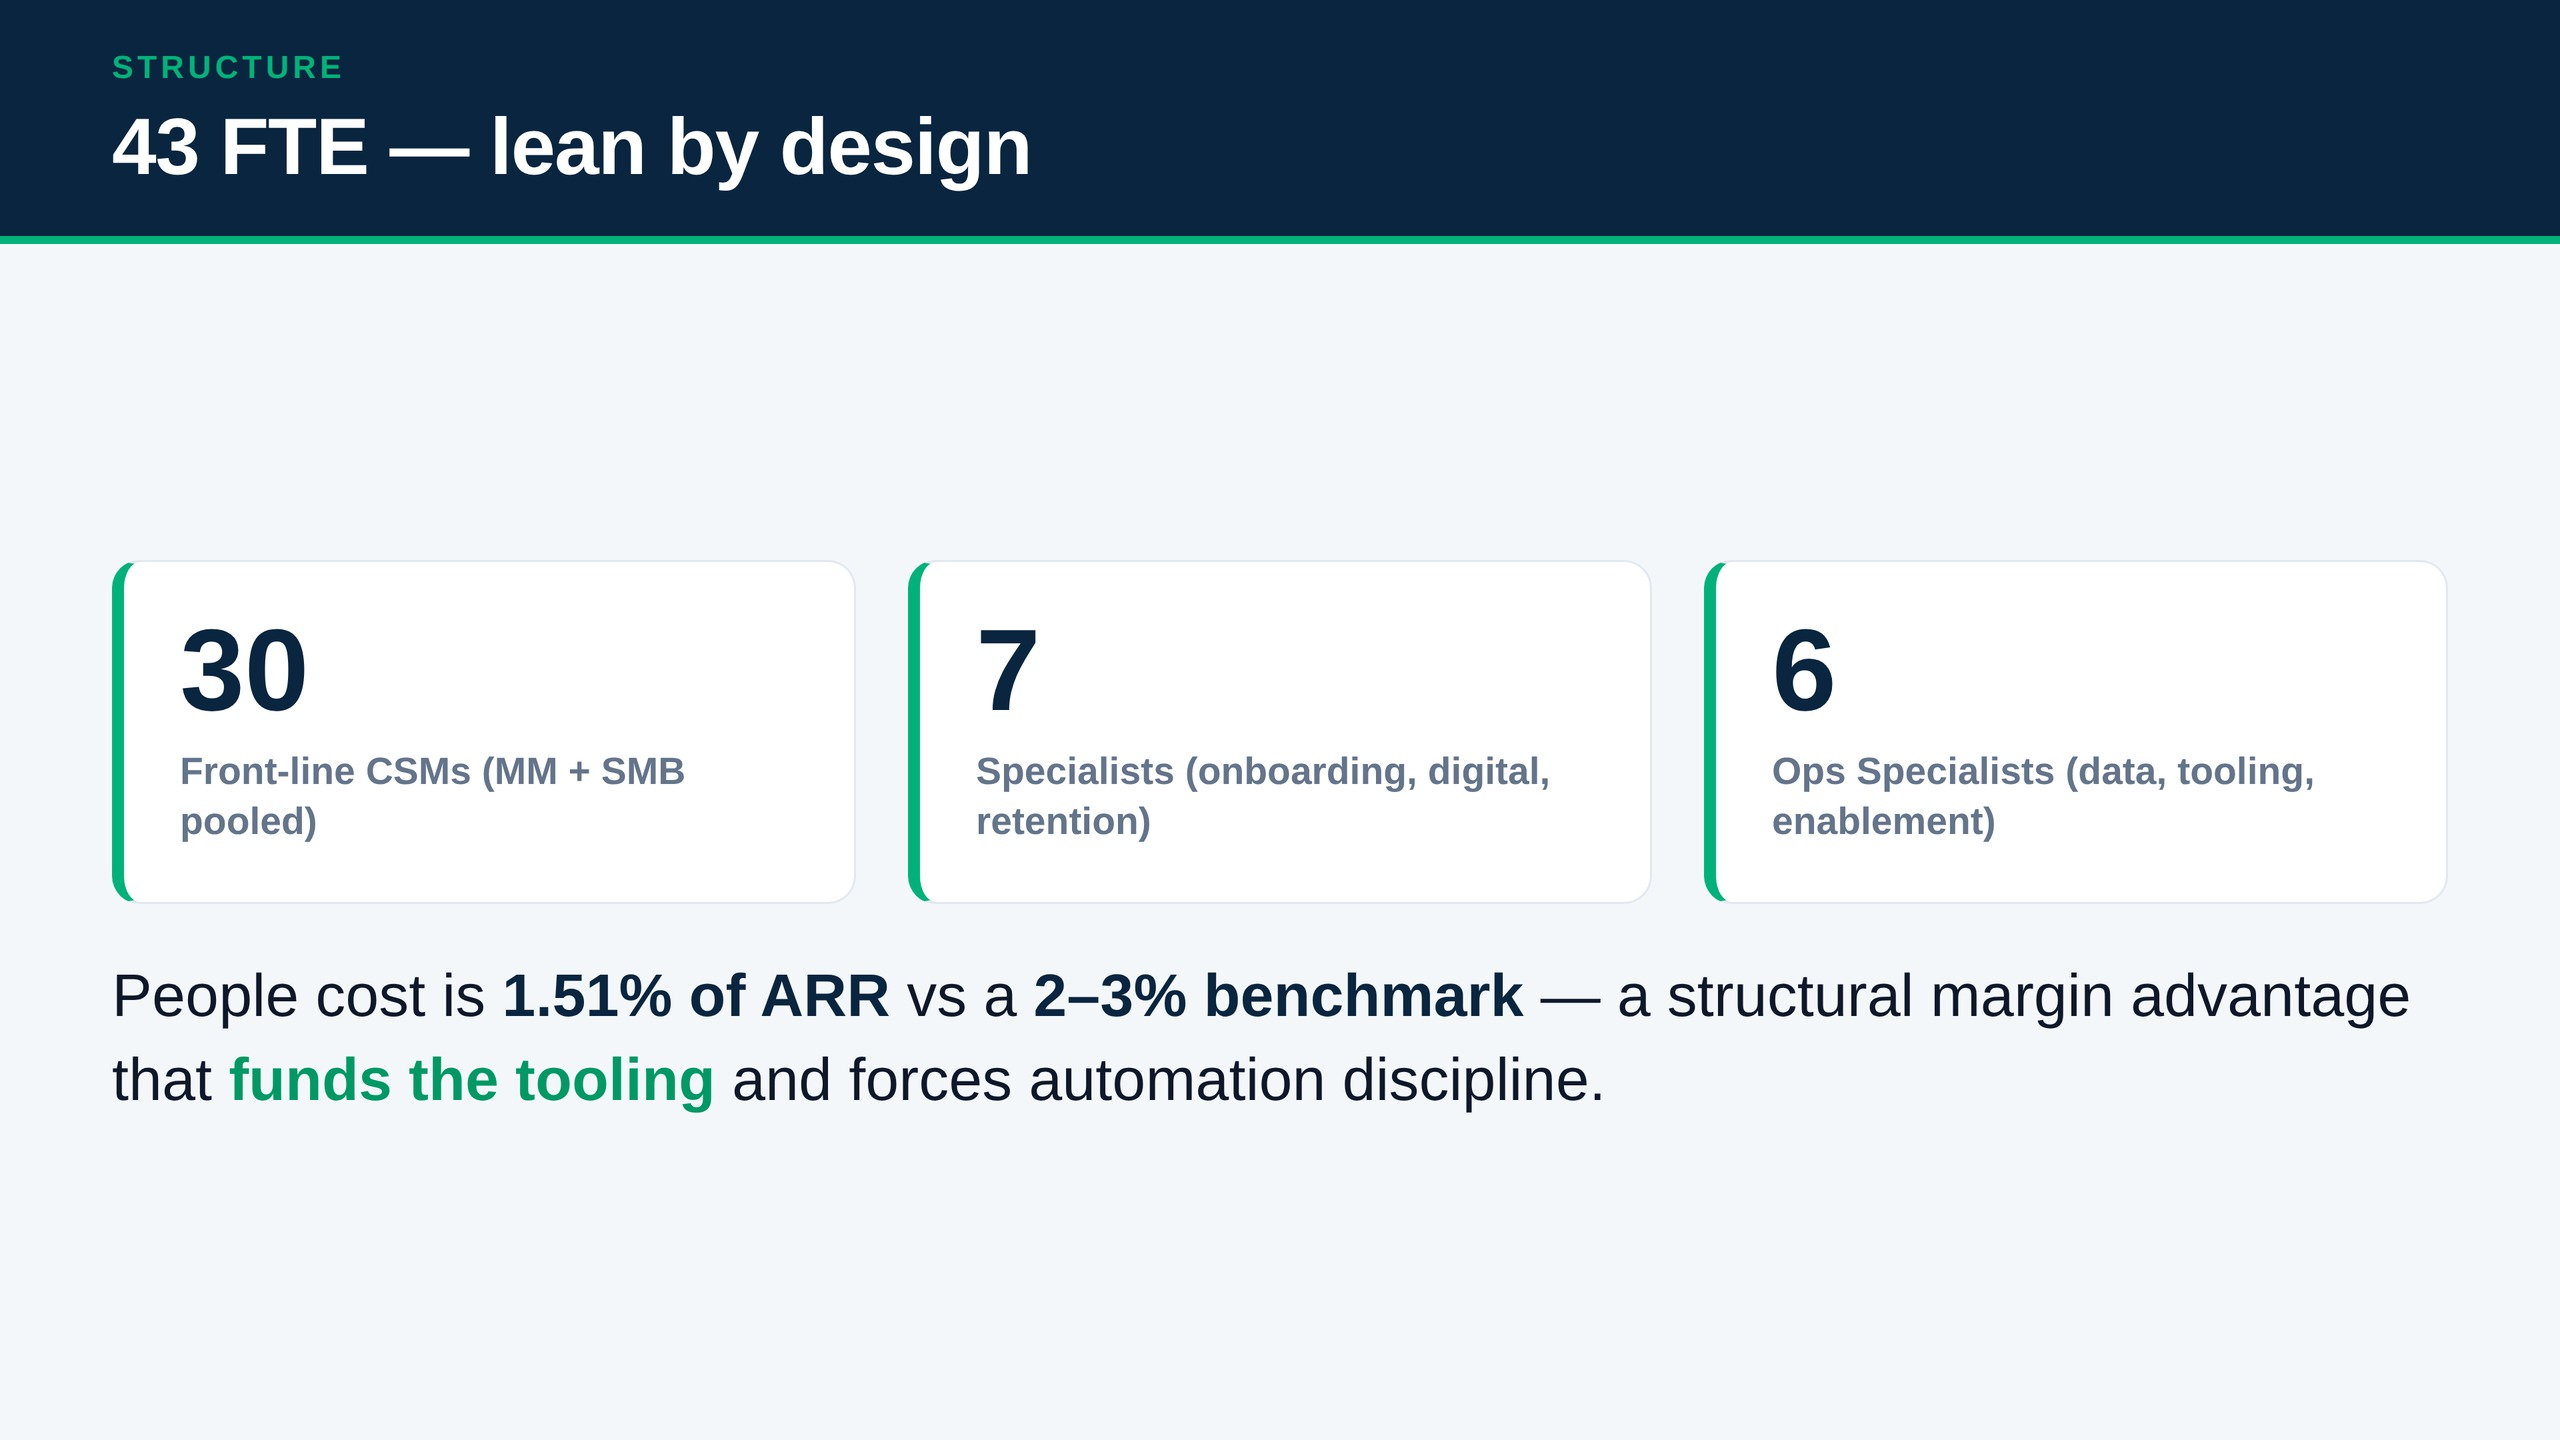 STRUCTURE
43 FTE — lean by design
30
Front-line CSMs (MM + SMB
pooled)
7
Specialists (onboarding, digital,
retention)
6
Ops Specialists (data, tooling,
enablement)
People cost is 1.51% of ARR vs a 2–3% benchmark — a structural margin advantage
that funds the tooling and forces automation discipline.